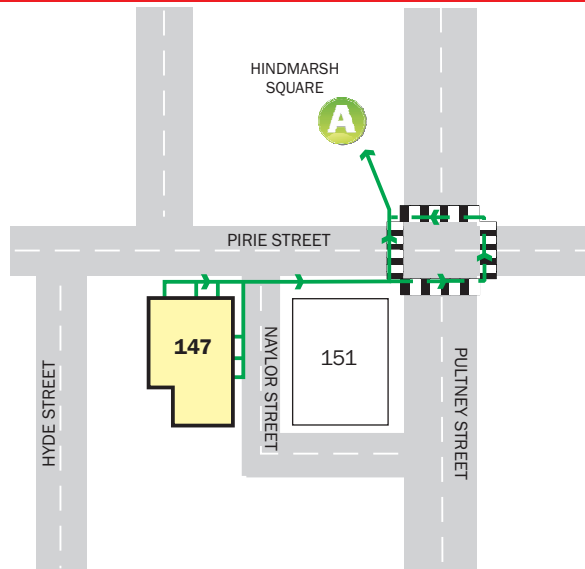 HINDMARSH
SQUARE
A
PIRIE STREET
147
151
HYDE STREET
NAYLOR STREET
PULTNEY STREET